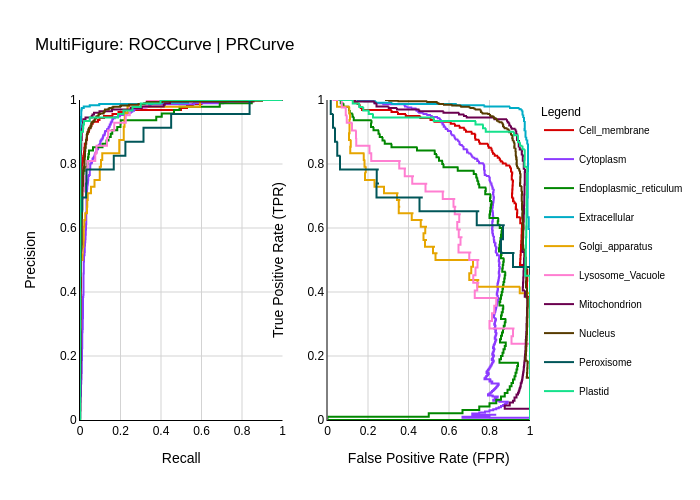 MultiFigure: ROCCurve | PRCurve
1
0.8
0.6
0.4
0.2
0
0 0.2 0.4 0.6 0.8 1
Precision
Recall
1
0.8
0.6
0.4
0.2
0
0 0.2 0.4 0.6 0.8 1
True Positive Rate (TPR)
False Positive Rate (FPR)
Legend
Cell_membrane
Cytoplasm
Endoplasmic_reticulum
Extracellular
Golgi_apparatus
Lysosome_Vacuole
Mitochondrion
Nucleus
Peroxisome
Plastid